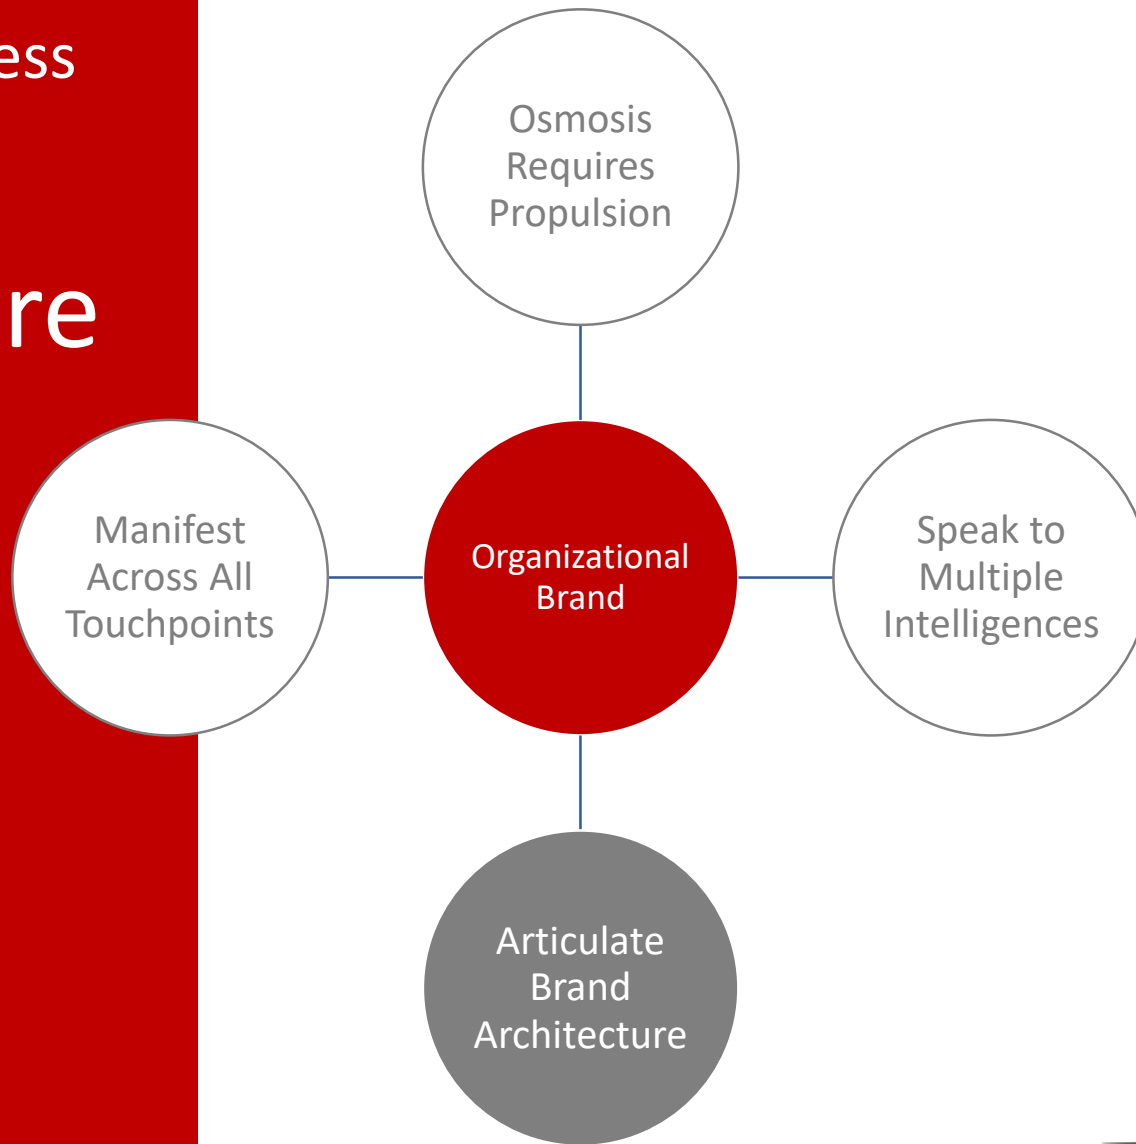 ess
re
Osmosis
Requires
Propulsion
Manifest
Across All
Touchpoints
Organizational
Brand
Speak to
Multiple
Intelligences
Articulate
Brand
Architecture